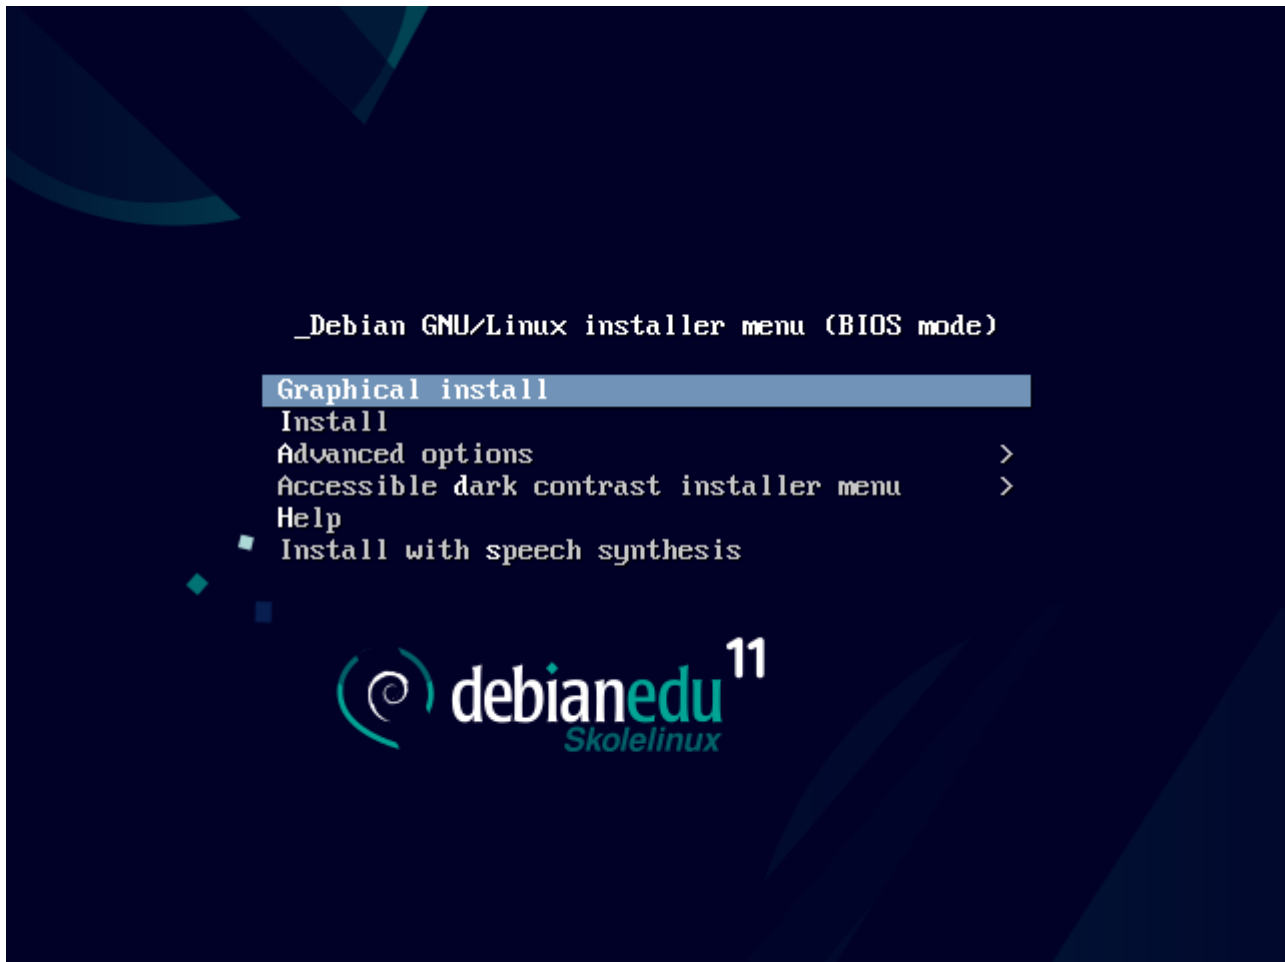 _Debian GNU/Linux installer menu (BIOS mode)
Graphical install
Install
Advanced options >
Accessible dark contrast installer menu >
Help
Install with speech synthesis
debianedu 11
Skolelinux